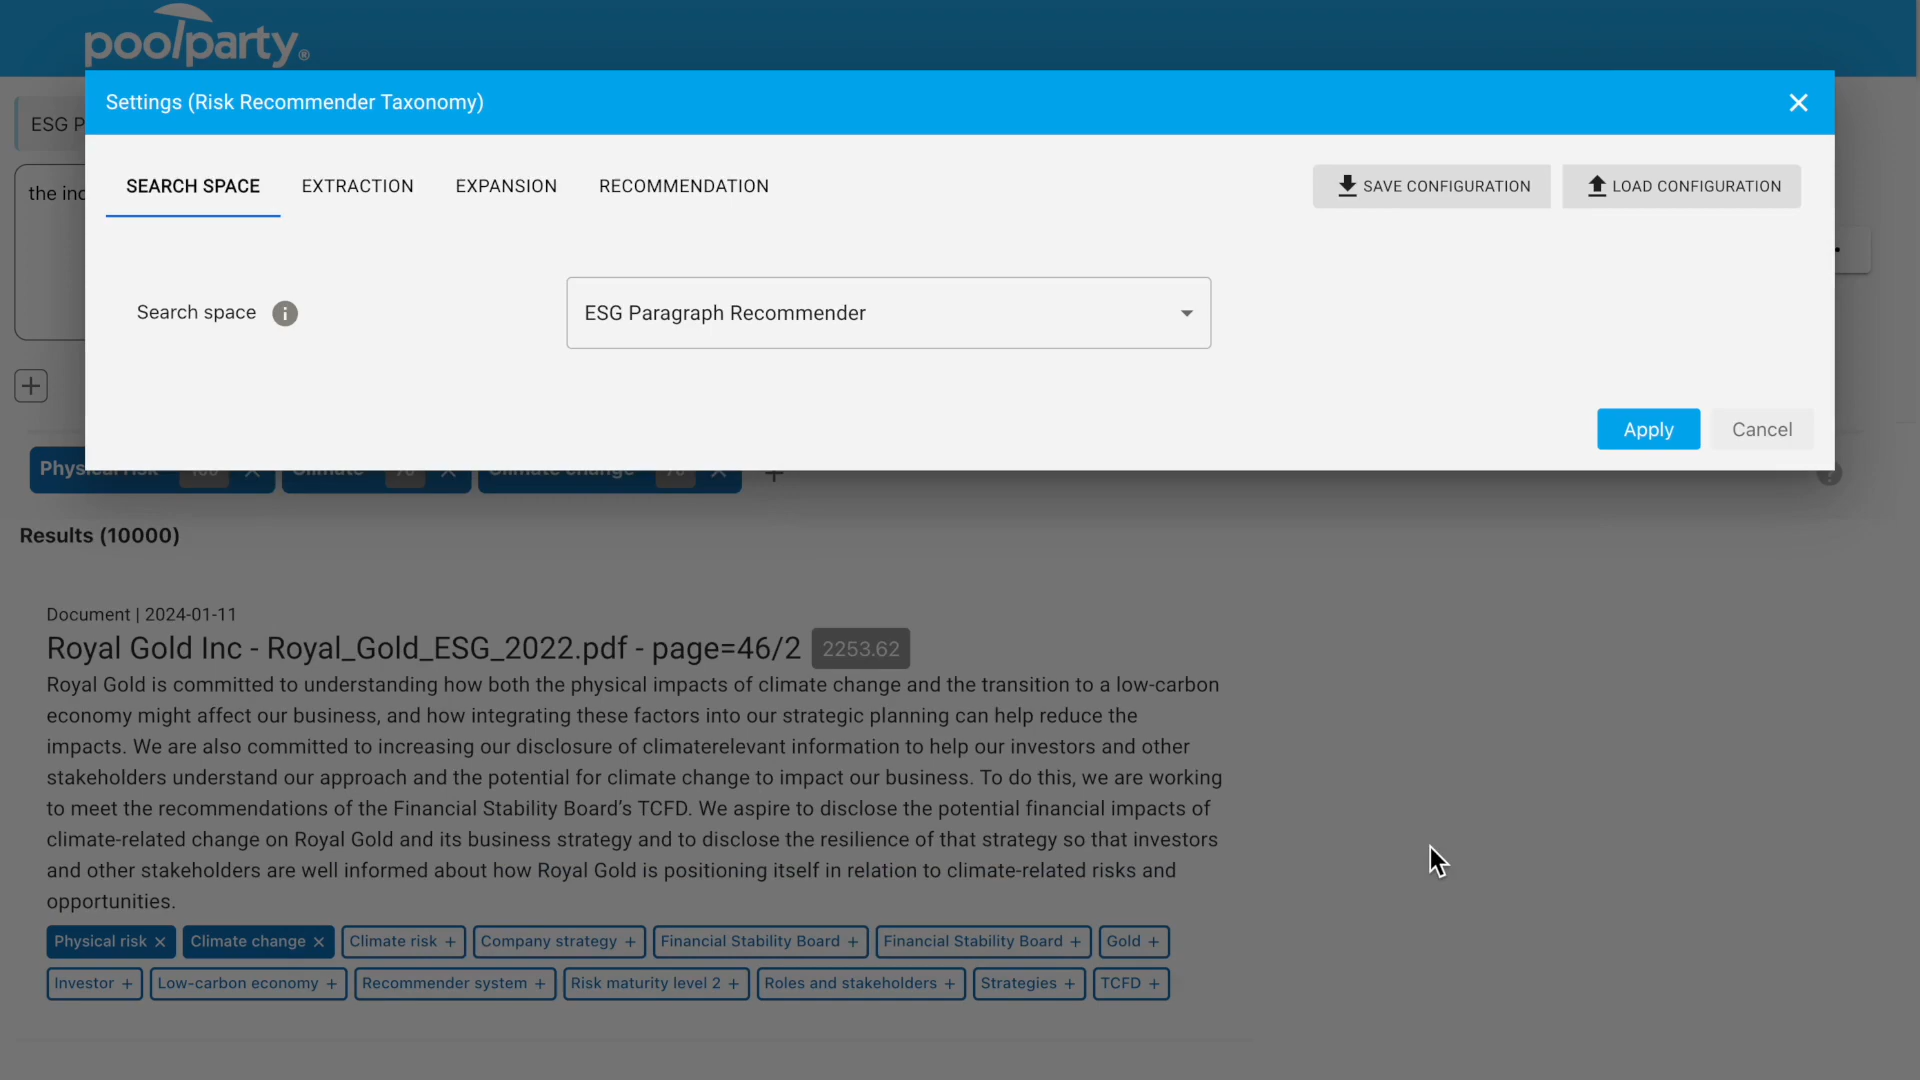 poolparty®
Settings (Risk Recommender Taxonomy)
ESG P
SEARCH SPACE EXTRACTION EXPANSION RECOMMENDATION SAVE CONFIGURATION LOAD CONFIGURATION
the inc
Search space i ESG Paragraph Recommender
Apply Cancel
Physical risk 100 Climate 70 Climate change 70 + ?
Results (10000)
Document | 2024-01-11
Royal Gold Inc - Royal_Gold_ESG_2022.pdf - page=46/2 2253.62
Royal Gold is committed to understanding how both the physical impacts of climate change and the transition to a low-carbon
economy might affect our business, and how integrating these factors into our strategic planning can help reduce the
impacts. We are also committed to increasing our disclosure of climaterelevant information to help our investors and other
stakeholders understand our approach and the potential for climate change to impact our business. To do this, we are working
to meet the recommendations of the Financial Stability Board's TCFD. We aspire to disclose the potential financial impacts of
climate-related change on Royal Gold and its business strategy and to disclose the resilience of that strategy so that investors
and other stakeholders are well informed about how Royal Gold is positioning itself in relation to climate-related risks and
opportunities.
Physical risk × Climate change × Climate risk + Company strategy + Financial Stability Board + Financial Stability Board + Gold +
Investor + Low-carbon economy + Recommender system + Risk maturity level 2 + Roles and stakeholders + Strategies + TCFD +